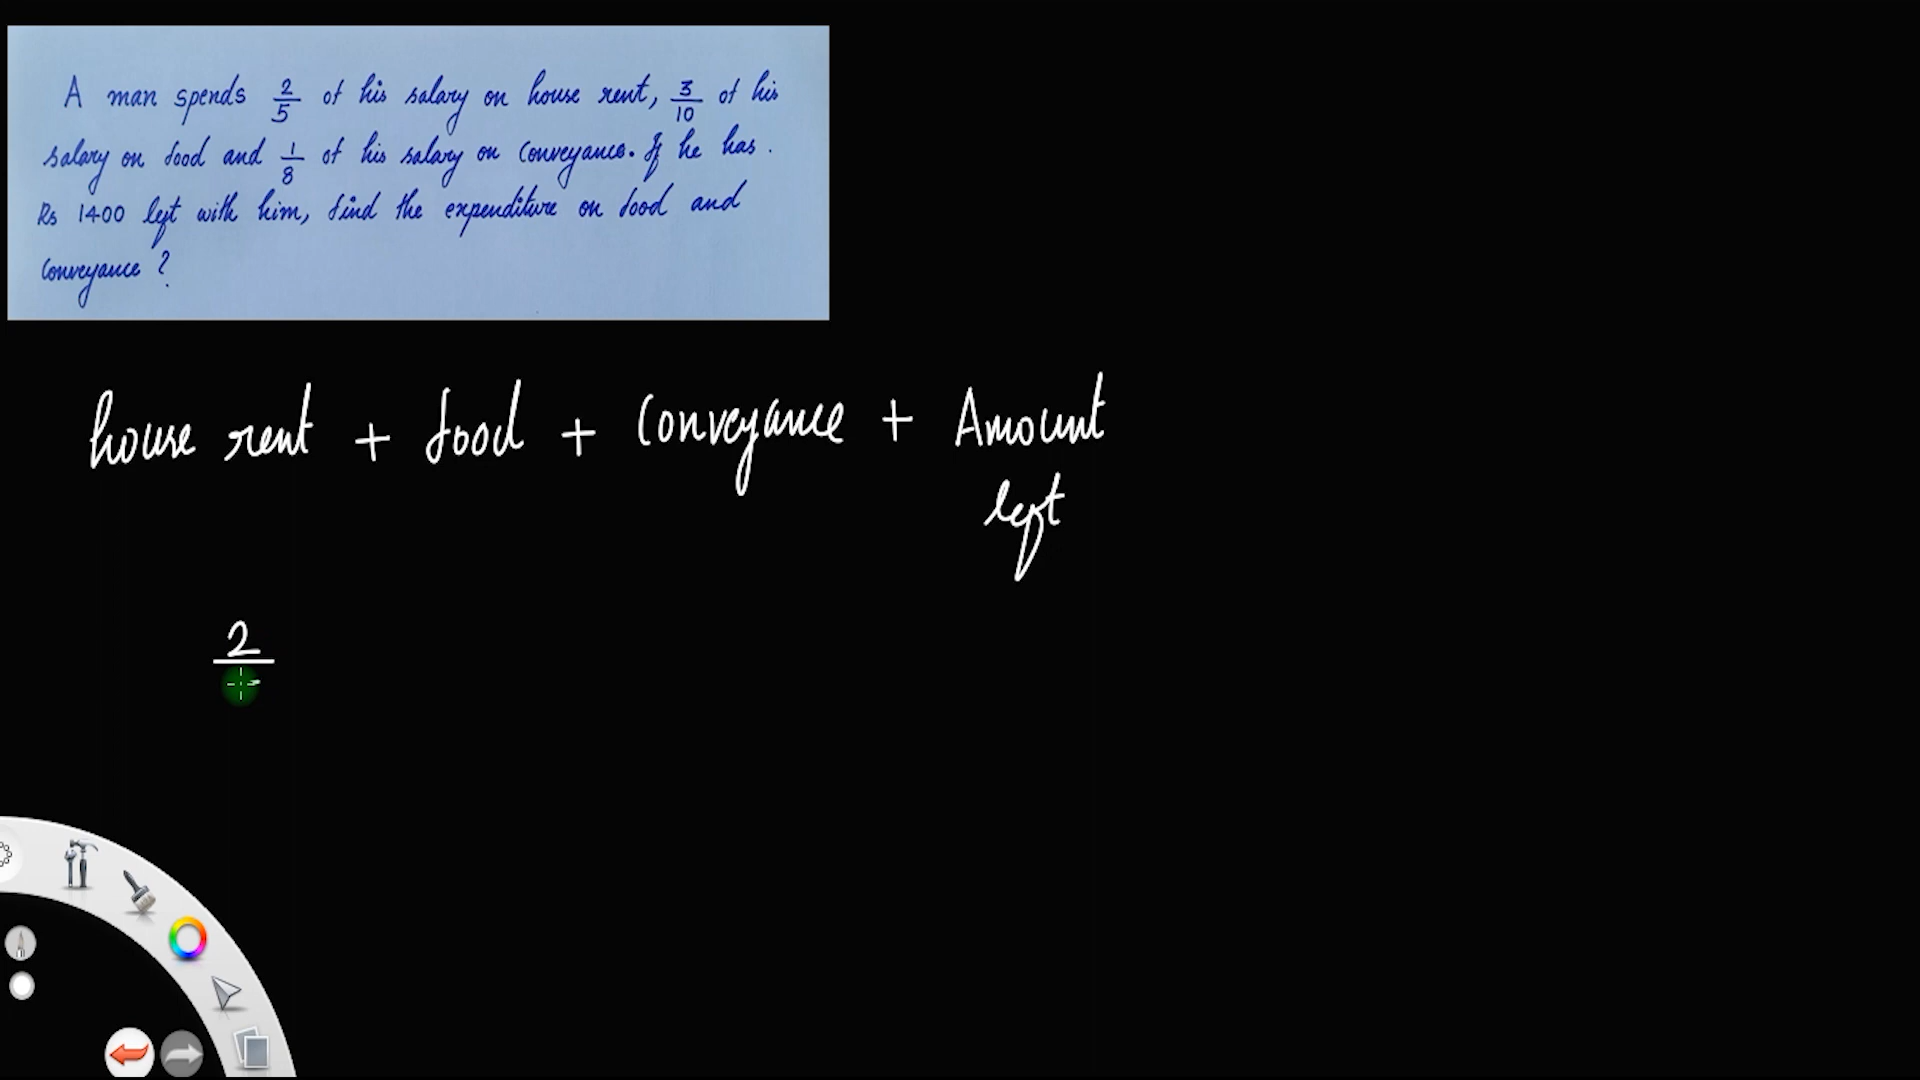 A man spends 2/5 of his salary on house rent, 3/10 of his
salary on food and 1/8 of his salary on conveyance. If he has.
Rs 1400 left with him, find the expenditure on food and
conveyance ?
house rent + food + Conveyance + Amount
left
2